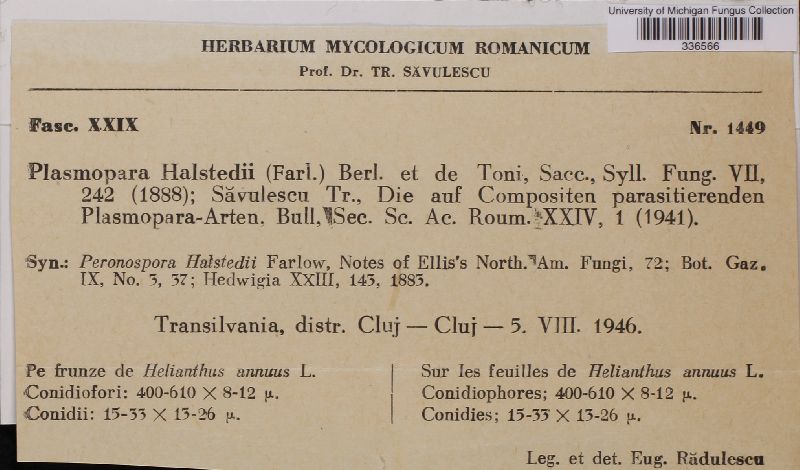 University of Michigan Fungus Collection
336566
HERBARIUM MYCOLOGICUM ROMANICUM
Prof. Dr. TR. SĂVULESCU
Fasc. XXIX
Nr. 1449
Plasmopara Halstedii (Farl.) Berl. et de Toni, Sacc., Syll. Fung. VII,
242 (1888); Săvulescu Tr., Die auf Compositen parasitierenden
Plasmopara-Arten, Bull, Sec. Sc. Ac. Roum. XXIV, 1 (1941).
Syn.: Peronospora Halstedii Farlow, Notes of Ellis's North. Am. Fungi, 72; Bot. Gaz.
IX, No. 3, 37; Hedwigia XXIII, 143, 1883.
Transilvania, distr. Cluj — Cluj — 5. VIII. 1946.
Pe frunze de Helianthus annuus L.
Conidiofori: 400-610 × 8-12 µ.
Conidii: 15-33 × 13-26 µ.
Sur les feuilles de Helianthus annuus L.
Conidiophores; 400-610 × 8-12 µ.
Conidies; 15-33 × 13-26 µ.
Leg. et det. Eug. Rădulescu